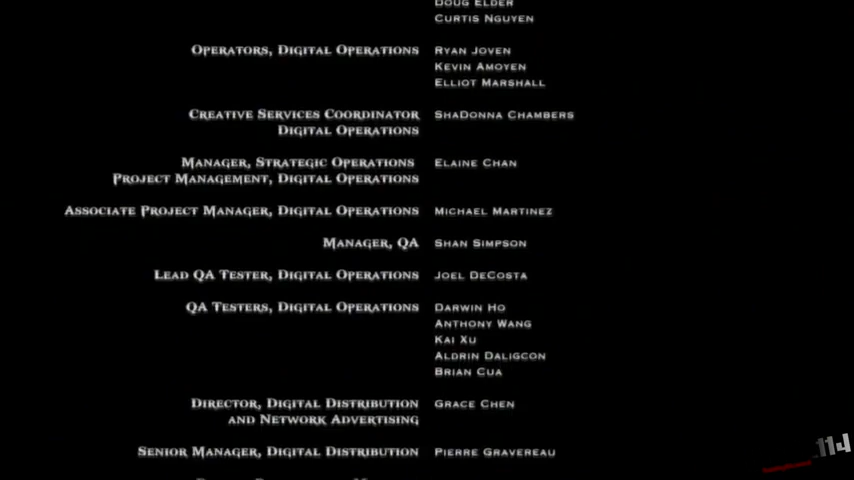 Doug Elder
Curtis Nguyen
Operators, Digital Operations Ryan Joven
Kevin Amoyen
Elliot Marshall
Creative Services Coordinator ShaDonna Chambers
Digital Operations
Manager, Strategic Operations Elaine Chan
Project Management, Digital Operations
Associate Project Manager, Digital Operations Michael Martinez
Manager, QA Shan Simpson
Lead QA Tester, Digital Operations Joel DeCosta
QA Testers, Digital Operations Darwin Ho
Anthony Wang
Kai Xu
Aldrin Daligcon
Brian Cua
Director, Digital Distribution Grace Chen
and Network Advertising
Senior Manager, Digital Distribution Pierre Gravereau